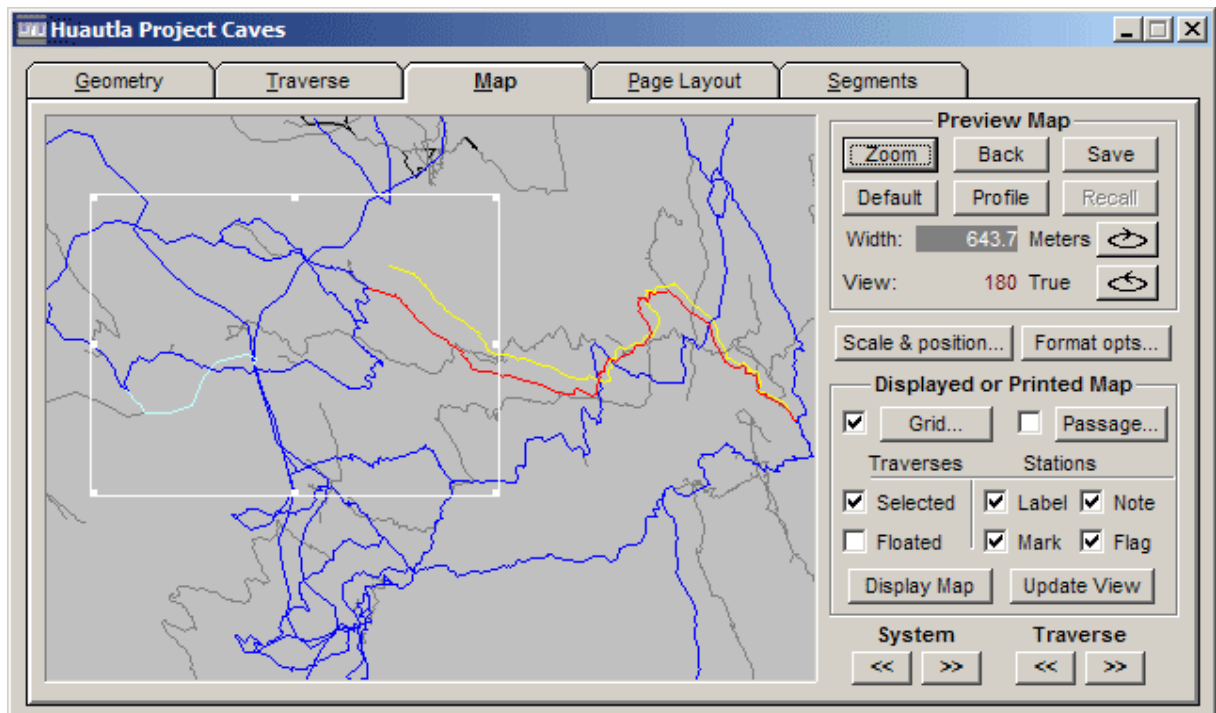 Huautla Project Caves
Geometry Traverse Map Page Layout Segments
Preview Map
Zoom Back Save
Default Profile Recall
Width: 643.7 Meters
View: 180 True
Scale & position... Format opts...
Displayed or Printed Map
Grid... Passage...
Traverses Stations
Selected Label Note
Floated Mark Flag
Display Map Update View
System Traverse
<< >> << >>